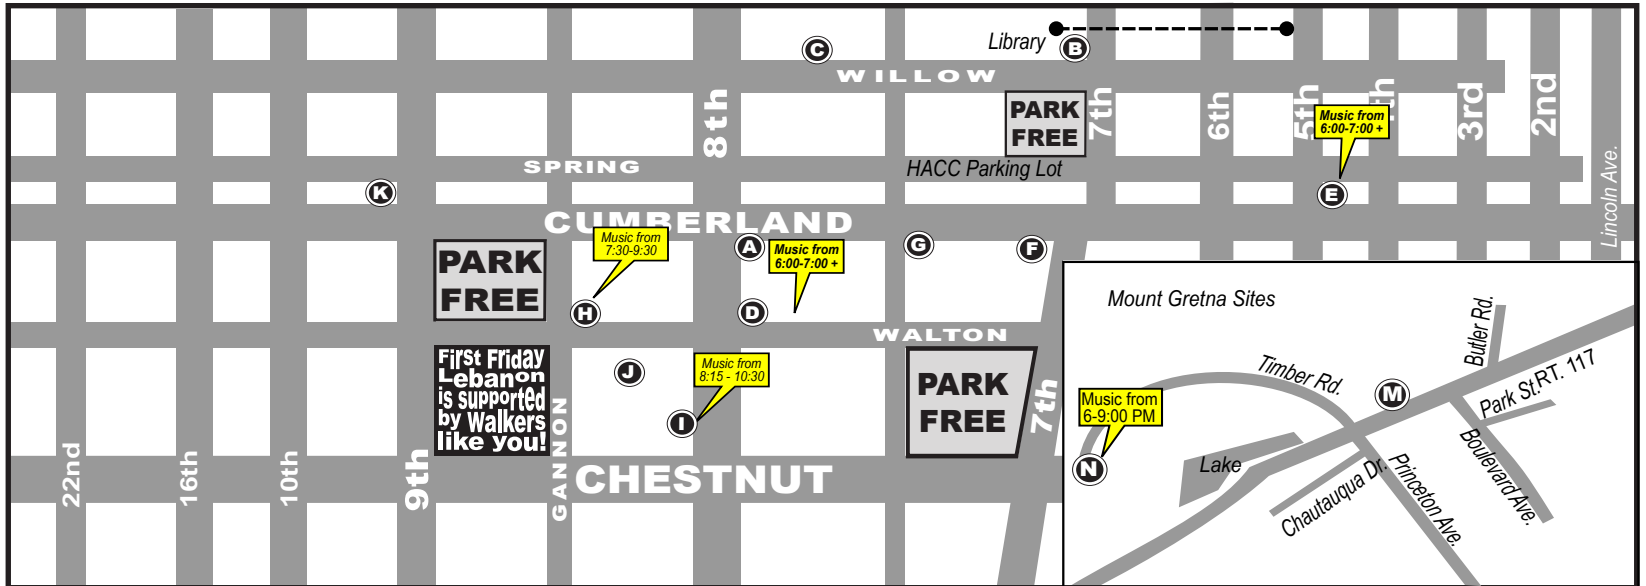 C
Library
B
WILLOW
8th
PARK
FREE
7th
6th
5th
3rd
2nd
Music from
6:00-7:00 +
SPRING
HACC Parking Lot
K
E
Lincoln Ave.
CUMBERLAND
Music from
7:30-9:30
A
Music from
6:00-7:00 +
G
F
PARK
FREE
H
D
WALTON
First Friday
Lebanon
is supported
by Walkers
like you!
J
Music from
8:15 - 10:30
I
PARK
FREE
7th
22nd
16th
10th
9th
GANNON
CHESTNUT
Mount Gretna Sites
Butler Rd.
Timber Rd.
RT. 117
M
Park St.
Music from
6-9:00 PM
N
Lake
Boulevard Ave.
Chautauqua Dr.
Princeton Ave.